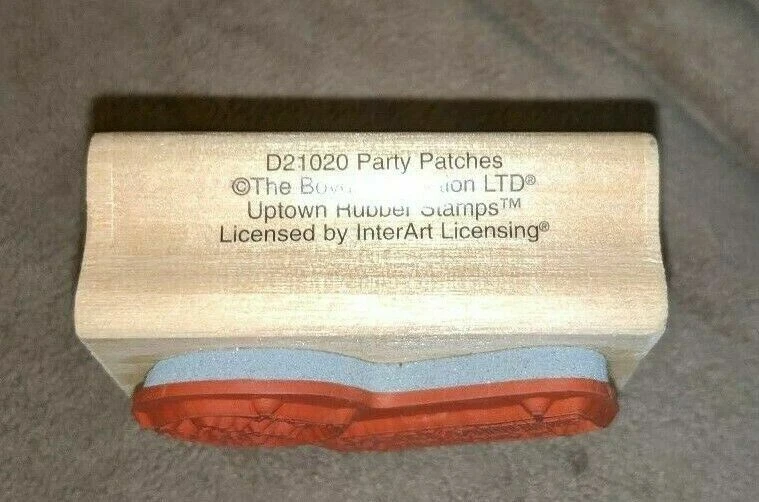 D21020 Party Patches
©The LTD®
Uptown Rubber Stamps™
Licensed by InterArt Licensing®